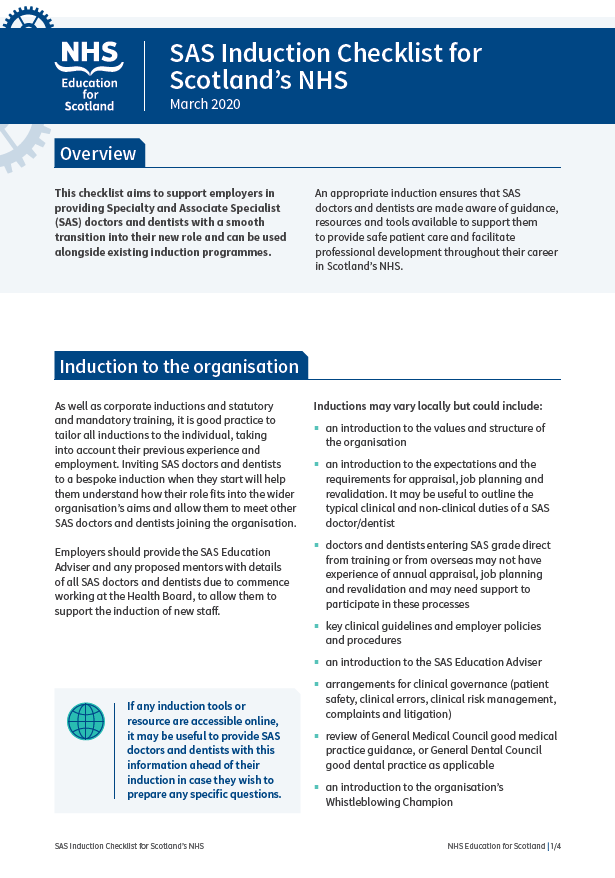 NHS
Education
for
Scotland
SAS Induction Checklist for
Scotland's NHS
March 2020
Overview
This checklist aims to support employers in
providing Specialty and Associate Specialist
(SAS) doctors and dentists with a smooth
transition into their new role and can be used
alongside existing induction programmes.
An appropriate induction ensures that SAS
doctors and dentists are made aware of guidance,
resources and tools available to support them
to provide safe patient care and facilitate
professional development throughout their career
in Scotland's NHS.
Induction to the organisation
As well as corporate inductions and statutory
and mandatory training, it is good practice to
tailor all inductions to the individual, taking
into account their previous experience and
employment. Inviting SAS doctors and dentists
to a bespoke induction when they start will help
them understand how their role fits into the wider
organisation's aims and allow them to meet other
SAS doctors and dentists joining the organisation.
Employers should provide the SAS Education
Adviser and any proposed mentors with details
of all SAS doctors and dentists due to commence
working at the Health Board, to allow them to
support the induction of new staff.
If any induction tools or
resource are accessible online,
it may be useful to provide SAS
doctors and dentists with this
information ahead of their
induction in case they wish to
prepare any specific questions.
Inductions may vary locally but could include:
▪ an introduction to the values and structure of
the organisation
▪ an introduction to the expectations and the
requirements for appraisal, job planning and
revalidation. It may be useful to outline the
typical clinical and non-clinical duties of a SAS
doctor/dentist
▪ doctors and dentists entering SAS grade direct
from training or from overseas may not have
experience of annual appraisal, job planning
and revalidation and may need support to
participate in these processes
▪ key clinical guidelines and employer policies
and procedures
▪ an introduction to the SAS Education Adviser
▪ arrangements for clinical governance (patient
safety, clinical errors, clinical risk management,
complaints and litigation)
▪ review of General Medical Council good medical
practice guidance, or General Dental Council
good dental practice as applicable
▪ an introduction to the organisation's
Whistleblowing Champion
SAS Induction Checklist for Scotland's NHS
NHS Education for Scotland | 1/4